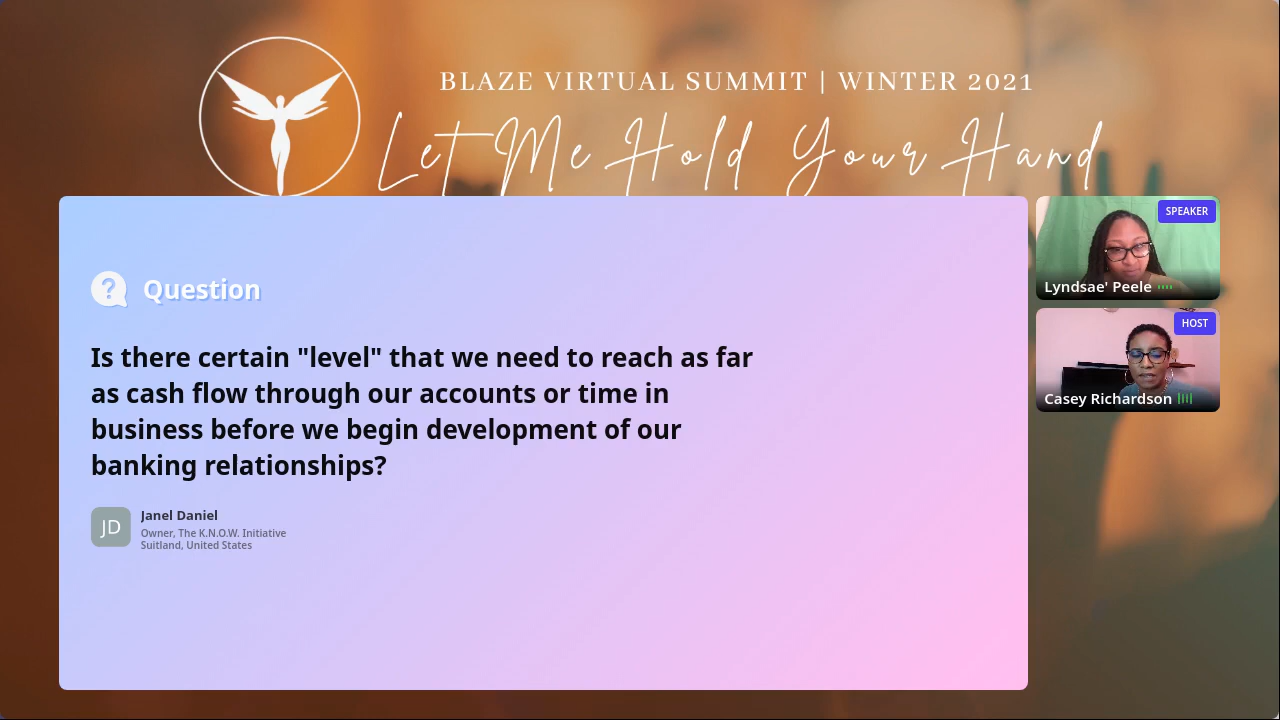 BLAZE VIRTUAL SUMMIT | WINTER 2021
Let Me Hold Your Hand
SPEAKER
Lyndsae' Peele
HOST
Casey Richardson
Question
Is there certain "level" that we need to reach as far
as cash flow through our accounts or time in
business before we begin development of our
banking relationships?
JD
Janel Daniel
Owner, The K.N.O.W. Initiative
Suitland, United States